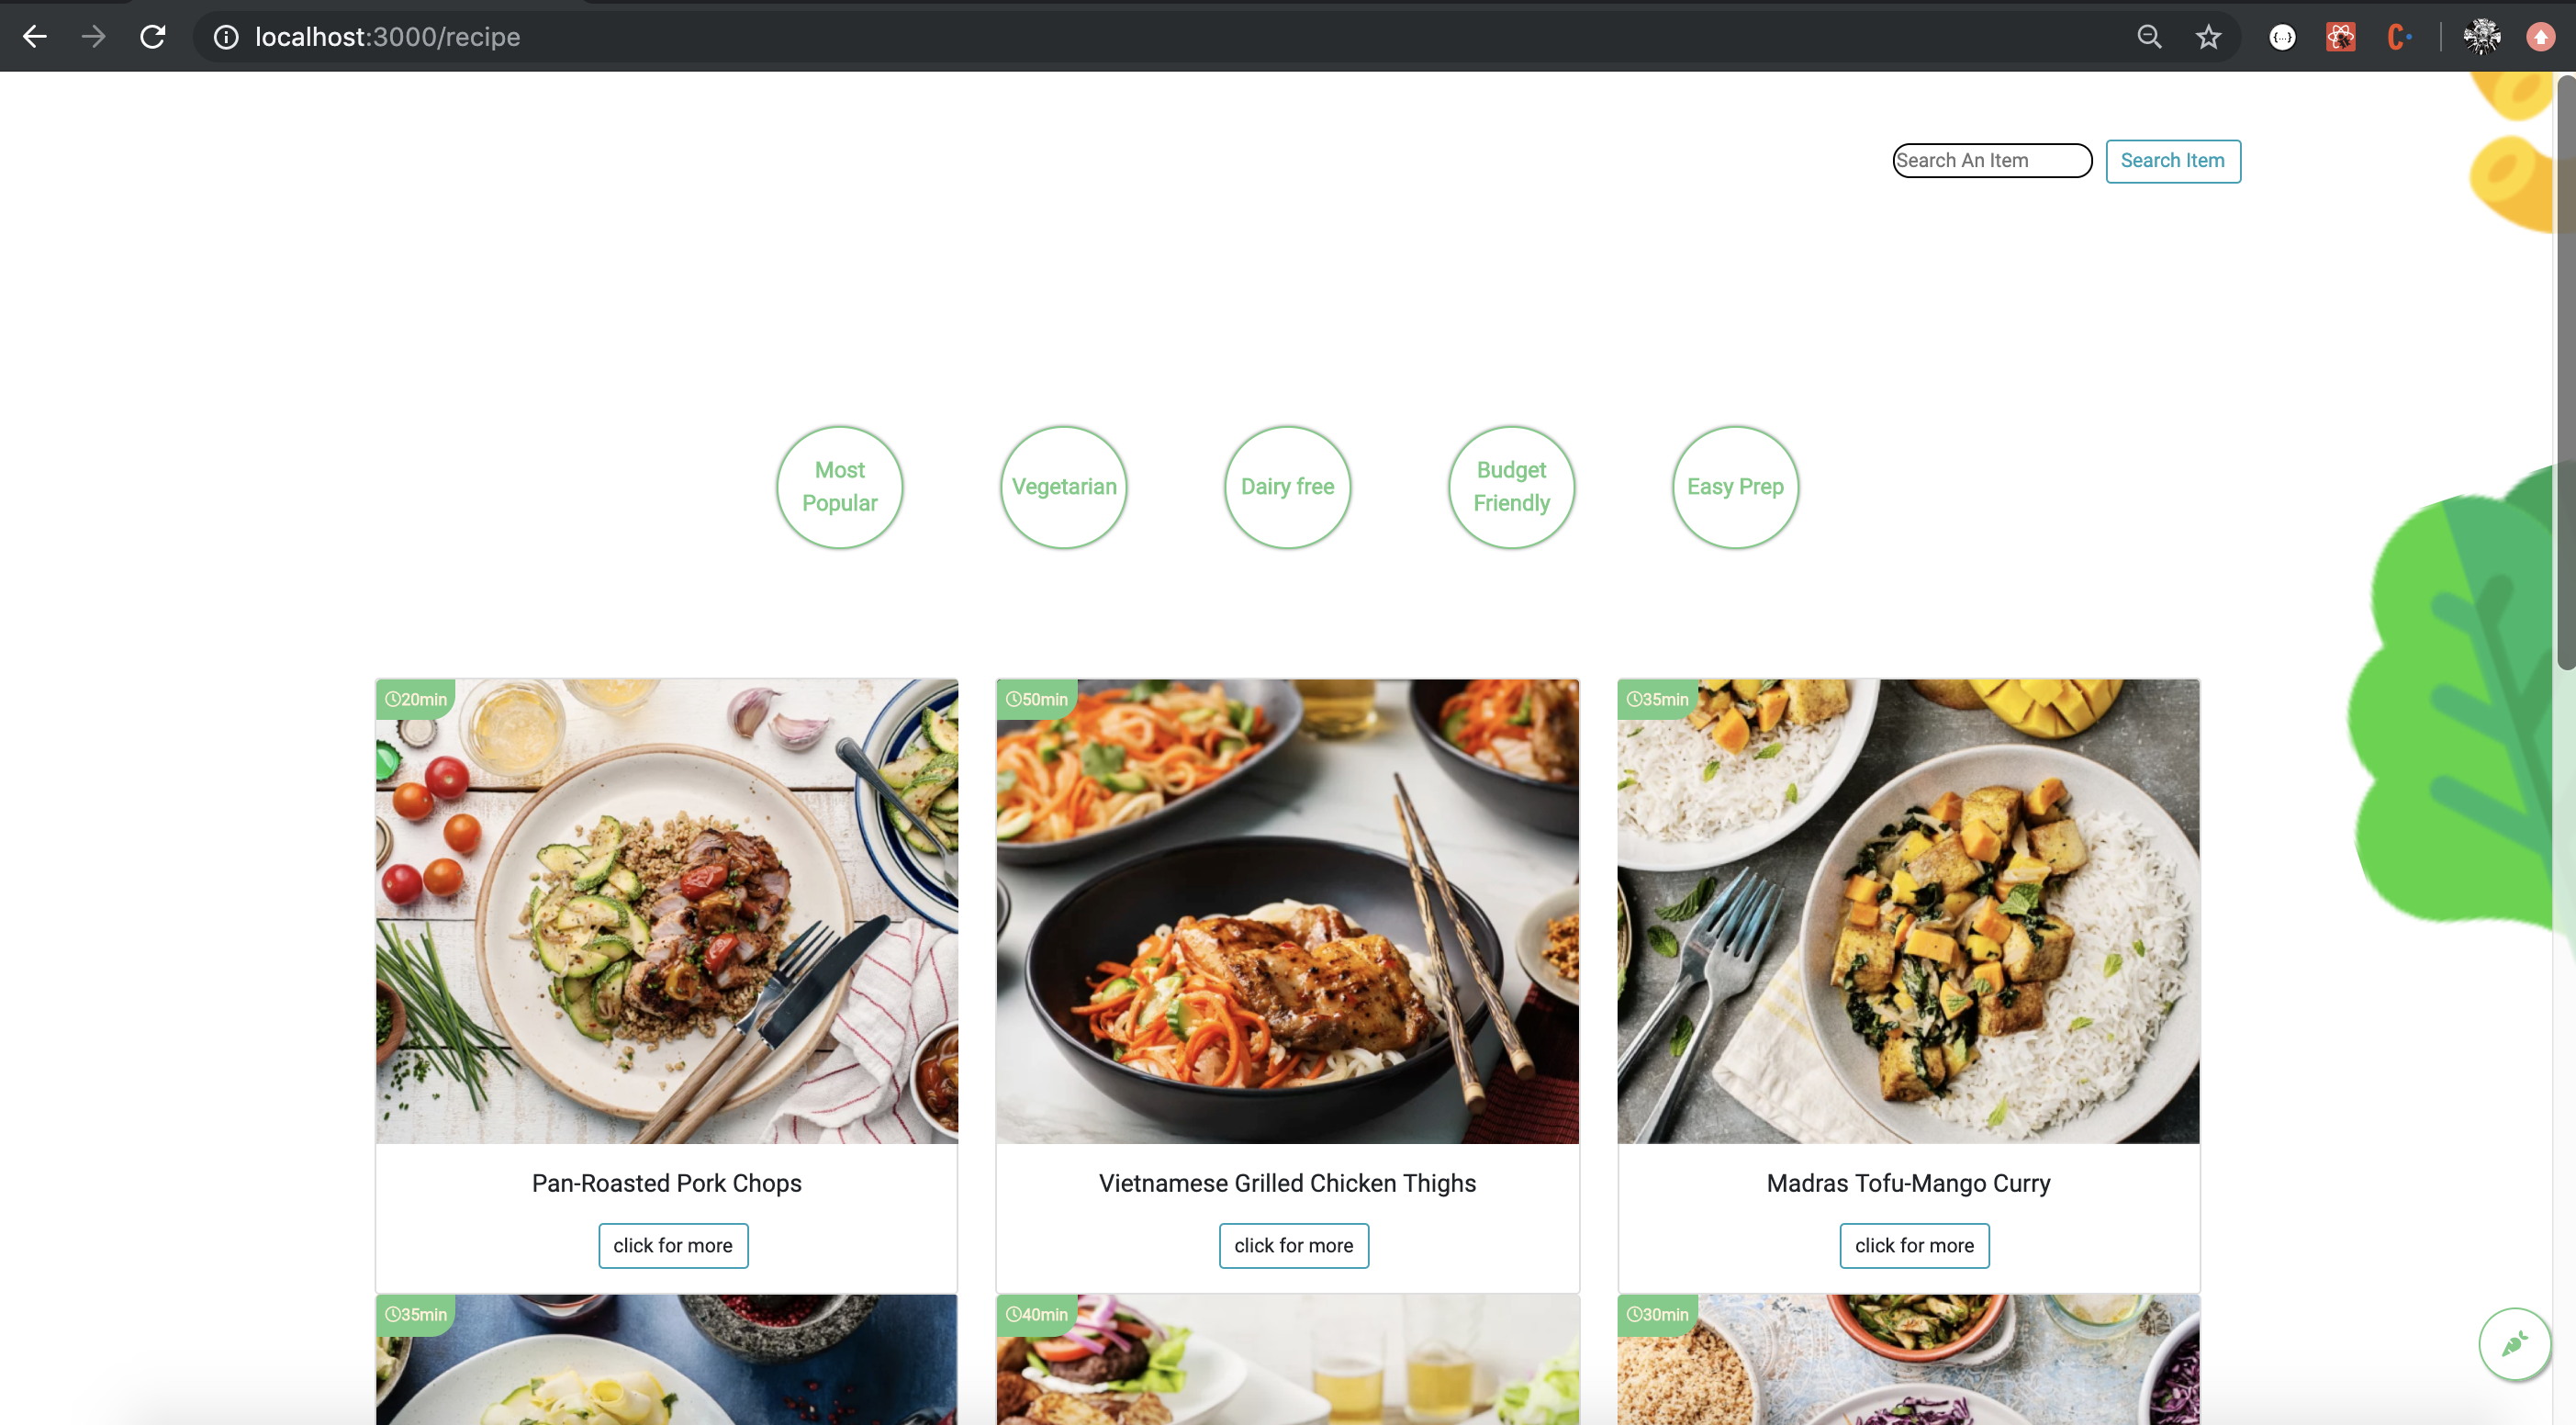 localhost:3000/recipe
Search An Item
Search Item
Most
Popular
Vegetarian
Dairy free
Budget
Friendly
Easy Prep
20min
50min
35min
Pan-Roasted Pork Chops
Vietnamese Grilled Chicken Thighs
Madras Tofu-Mango Curry
click for more
click for more
click for more
35min
40min
30min